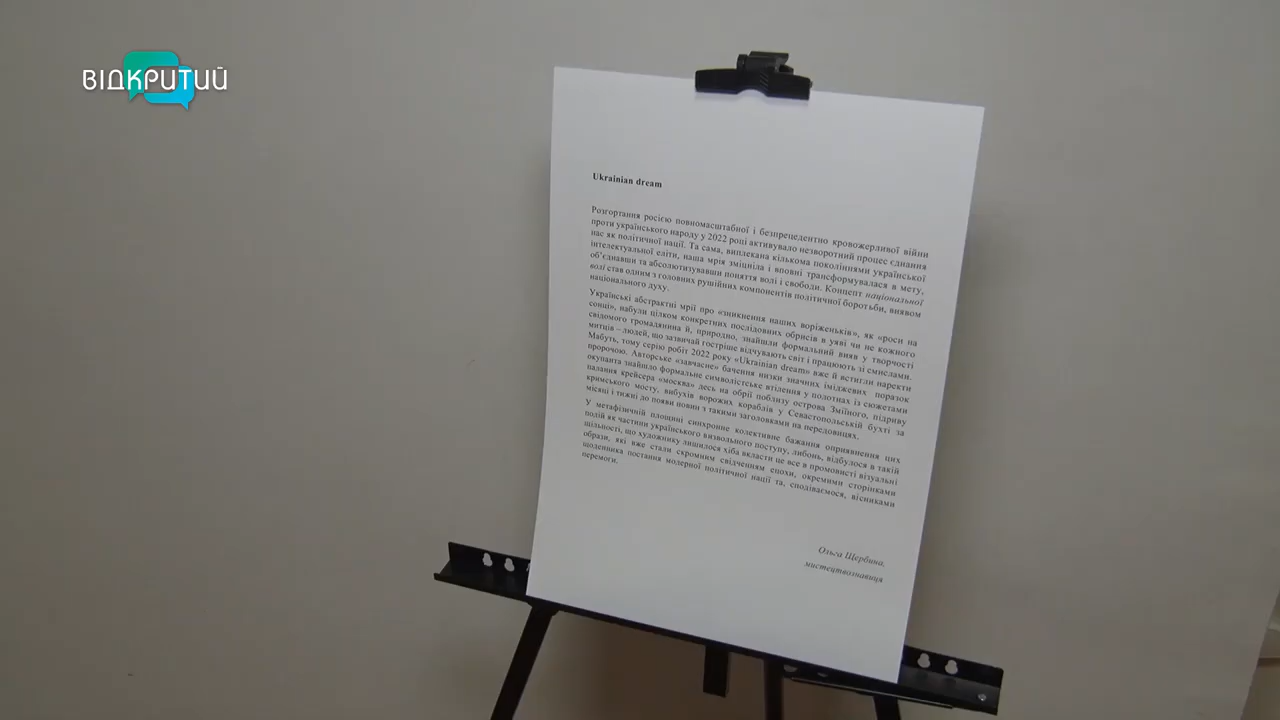 ВІДКРИТИЙ
Ukrainian dream
Розгортання росією повномасштабної і безпрецедентно кровожерливої війни
проти українського народу у 2022 році активувало незворотний процес єднання
нас як політичної нації. Та сама, виплекана кількома поколіннями української
інтелектуальної еліти, наша мрія зміцніла і вповні трансформувалася в мету,
об'єднавши та абсолютизувавши поняття волі і свободи. Концепт національної
волі став одним з головних рушійних компонентів політичної боротьби, виявом
національного духу.
Українські абстрактні мрії про «зникнення наших воріженьків», як «роси на
сонці», набули цілком конкретних послідовних обрисів в уяві чи не кожного
свідомого громадянина й, природно, знайшли формальний вияв у творчості
митців – людей, що зазвичай гостріше відчувають світ і працюють зі смислами.
Мабуть, тому серію робіт 2022 року «Ukrainian dream» вже й встигли наректи
пророчою. Авторське «завчасне» бачення низки значних іміджевих поразок
окупанта знайшло формальне символістське втілення у полотнах із сюжетами
палання крейсера «москва» десь на обрії поблизу острова Зміїного, підриву
кримського мосту, вибухів ворожих кораблів у Севастопольській бухті за
місяці і тижні до появи новин з такими заголовками на передовицях.
У метафізичній площині синхронне колективне бажання оприявнення цих
подій як частини українського визвольного поступу, либонь, відбулося в такій
щільності, що художнику лишилося хіба вкласти це все в промовисті візуальні
образи, які вже стали скромним свідченням епохи, окремими сторінками
щоденника постання модерної політичної нації та, сподіваємося, вісниками
перемоги.
Ольга Щербина,
мистецтвознавиця